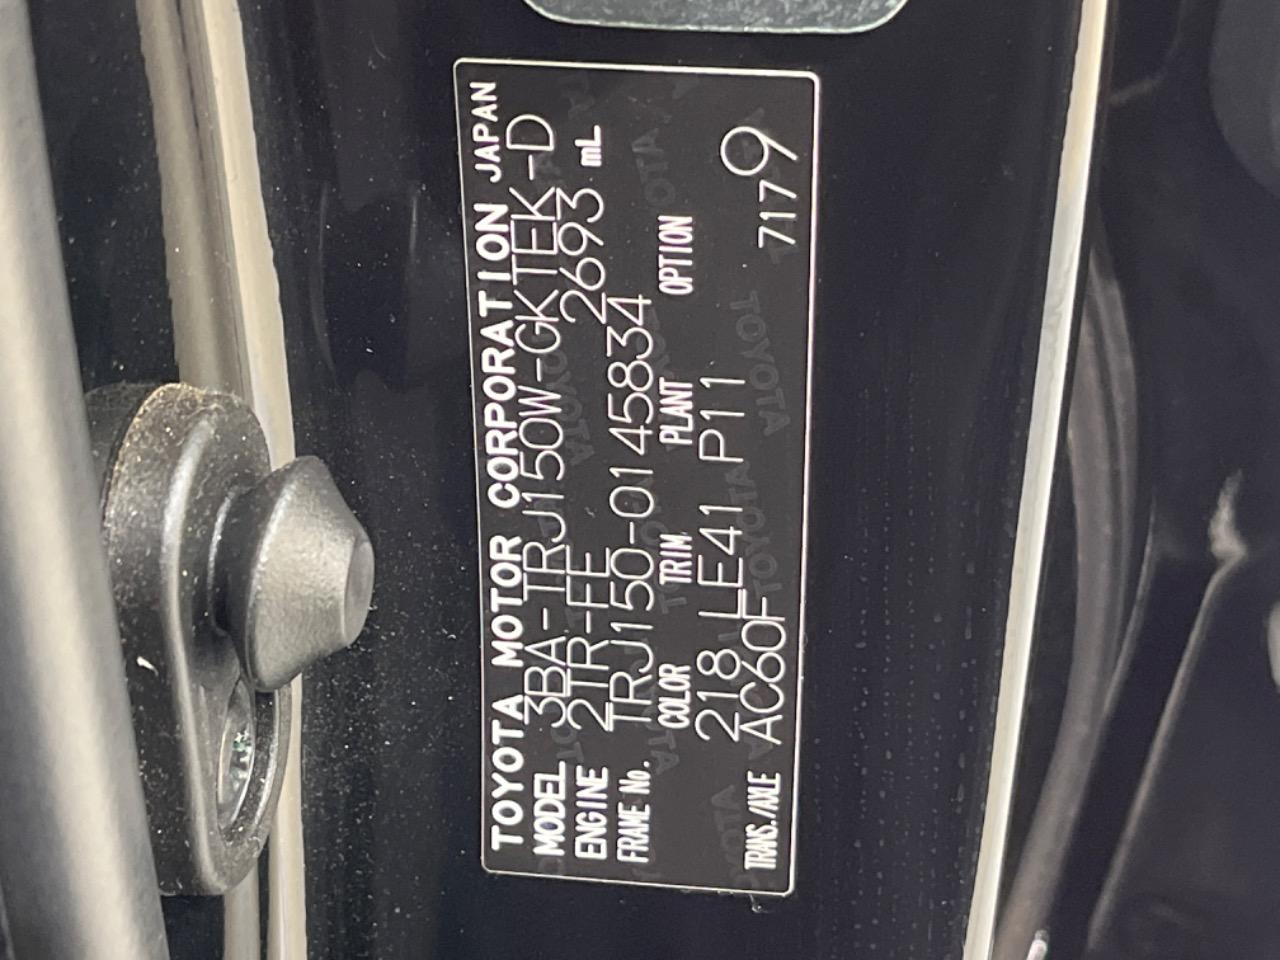 TOYOTA MOTOR CORPORATION JAPAN
MODEL 3BA-TRJ150W-GKTEK-D
ENGINE 2TR-FE 2693 mL
FRAME No. TRJ150-0145834
COLOR TRIM PLANT OPTION
218 LE41 P11
TRANS./AXLE AC60F 7179